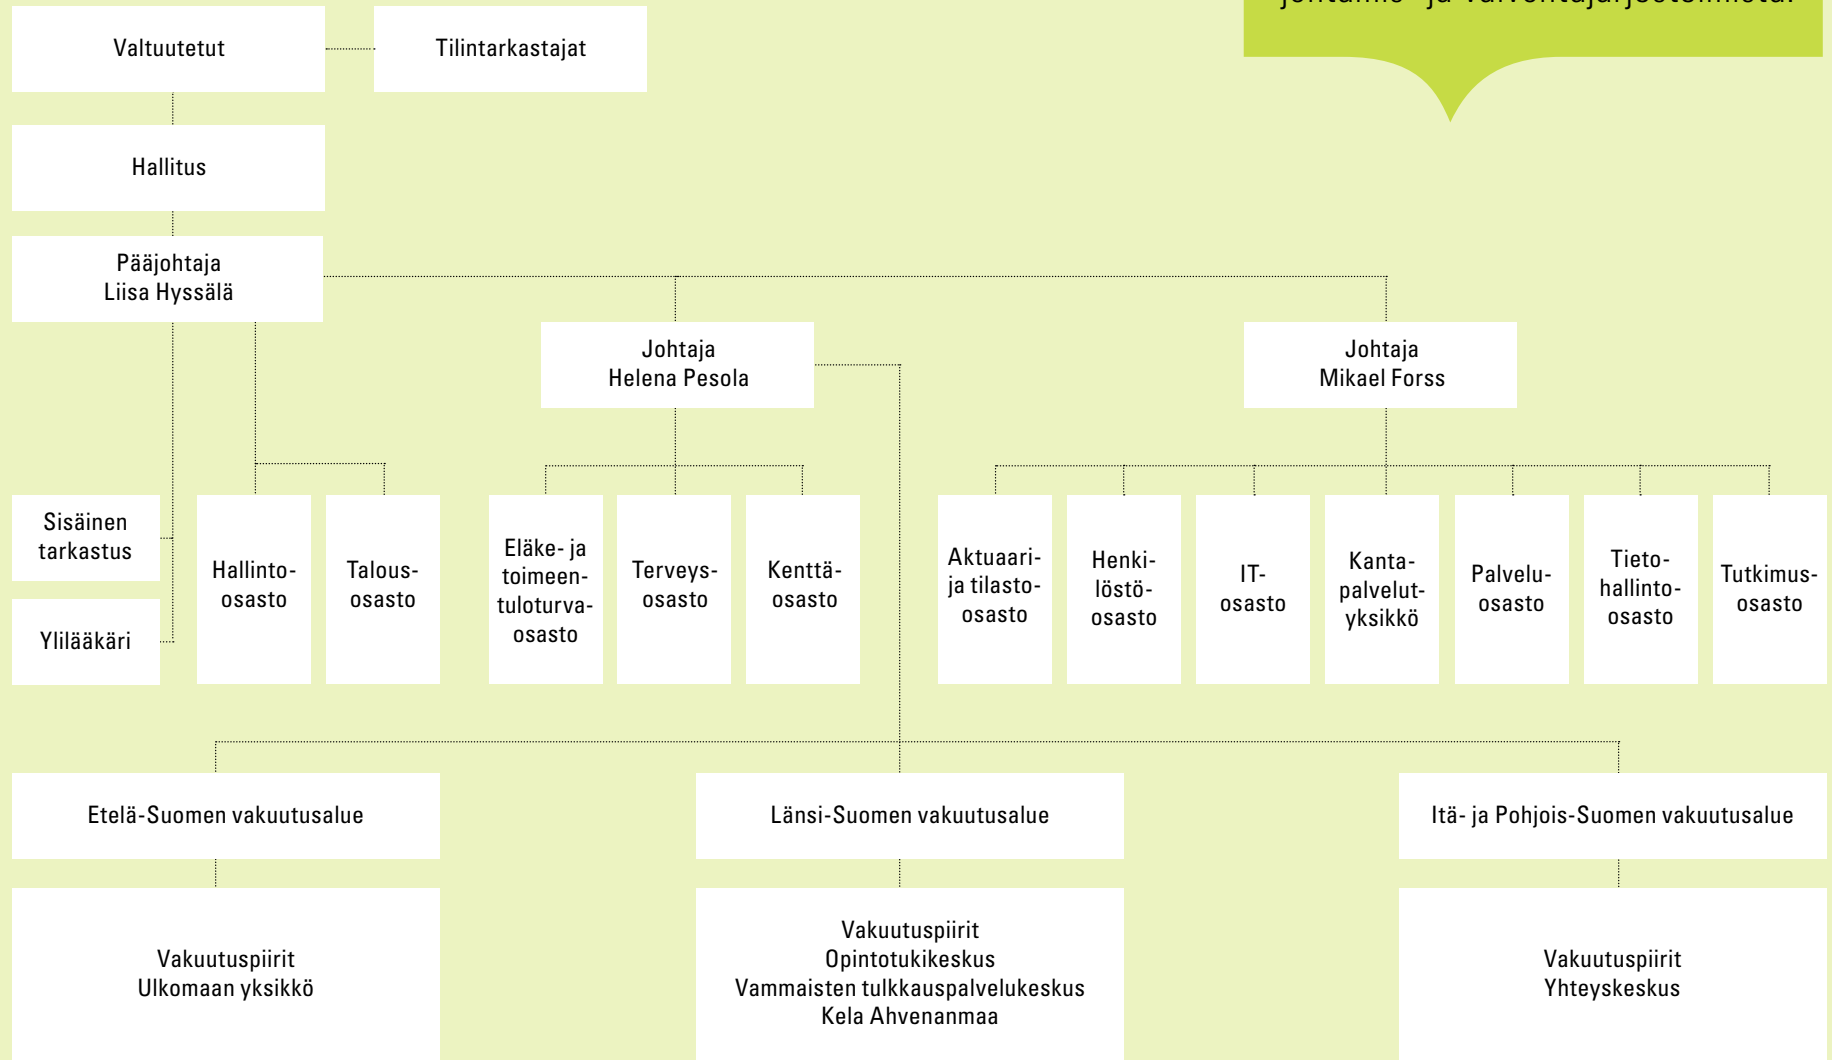 johtamis- ja valvontajärjestelmistä.
Valtuutetut
Tilintarkastajat
Hallitus
Pääjohtaja
Liisa Hyssälä
Johtaja
Helena Pesola
Johtaja
Mikael Forss
Sisäinen
tarkastus
Ylilääkäri
Hallinto-
osasto
Talous-
osasto
Eläke- ja
toimeen-
tuloturva-
osasto
Terveys-
osasto
Kenttä-
osasto
Aktuaari-
ja tilasto-
osasto
Henki-
löstö-
osasto
IT-
osasto
Kanta-
palvelut-
yksikkö
Palvelu-
osasto
Tieto-
hallinto-
osasto
Tutkimus-
osasto
Etelä-Suomen vakuutusalue
Länsi-Suomen vakuutusalue
Itä- ja Pohjois-Suomen vakuutusalue
Vakuutuspiirit
Ulkomaan yksikkö
Vakuutuspiirit
Opintotukikeskus
Vammaisten tulkkauspalvelukeskus
Kela Ahvenanmaa
Vakuutuspiirit
Yhteyskeskus